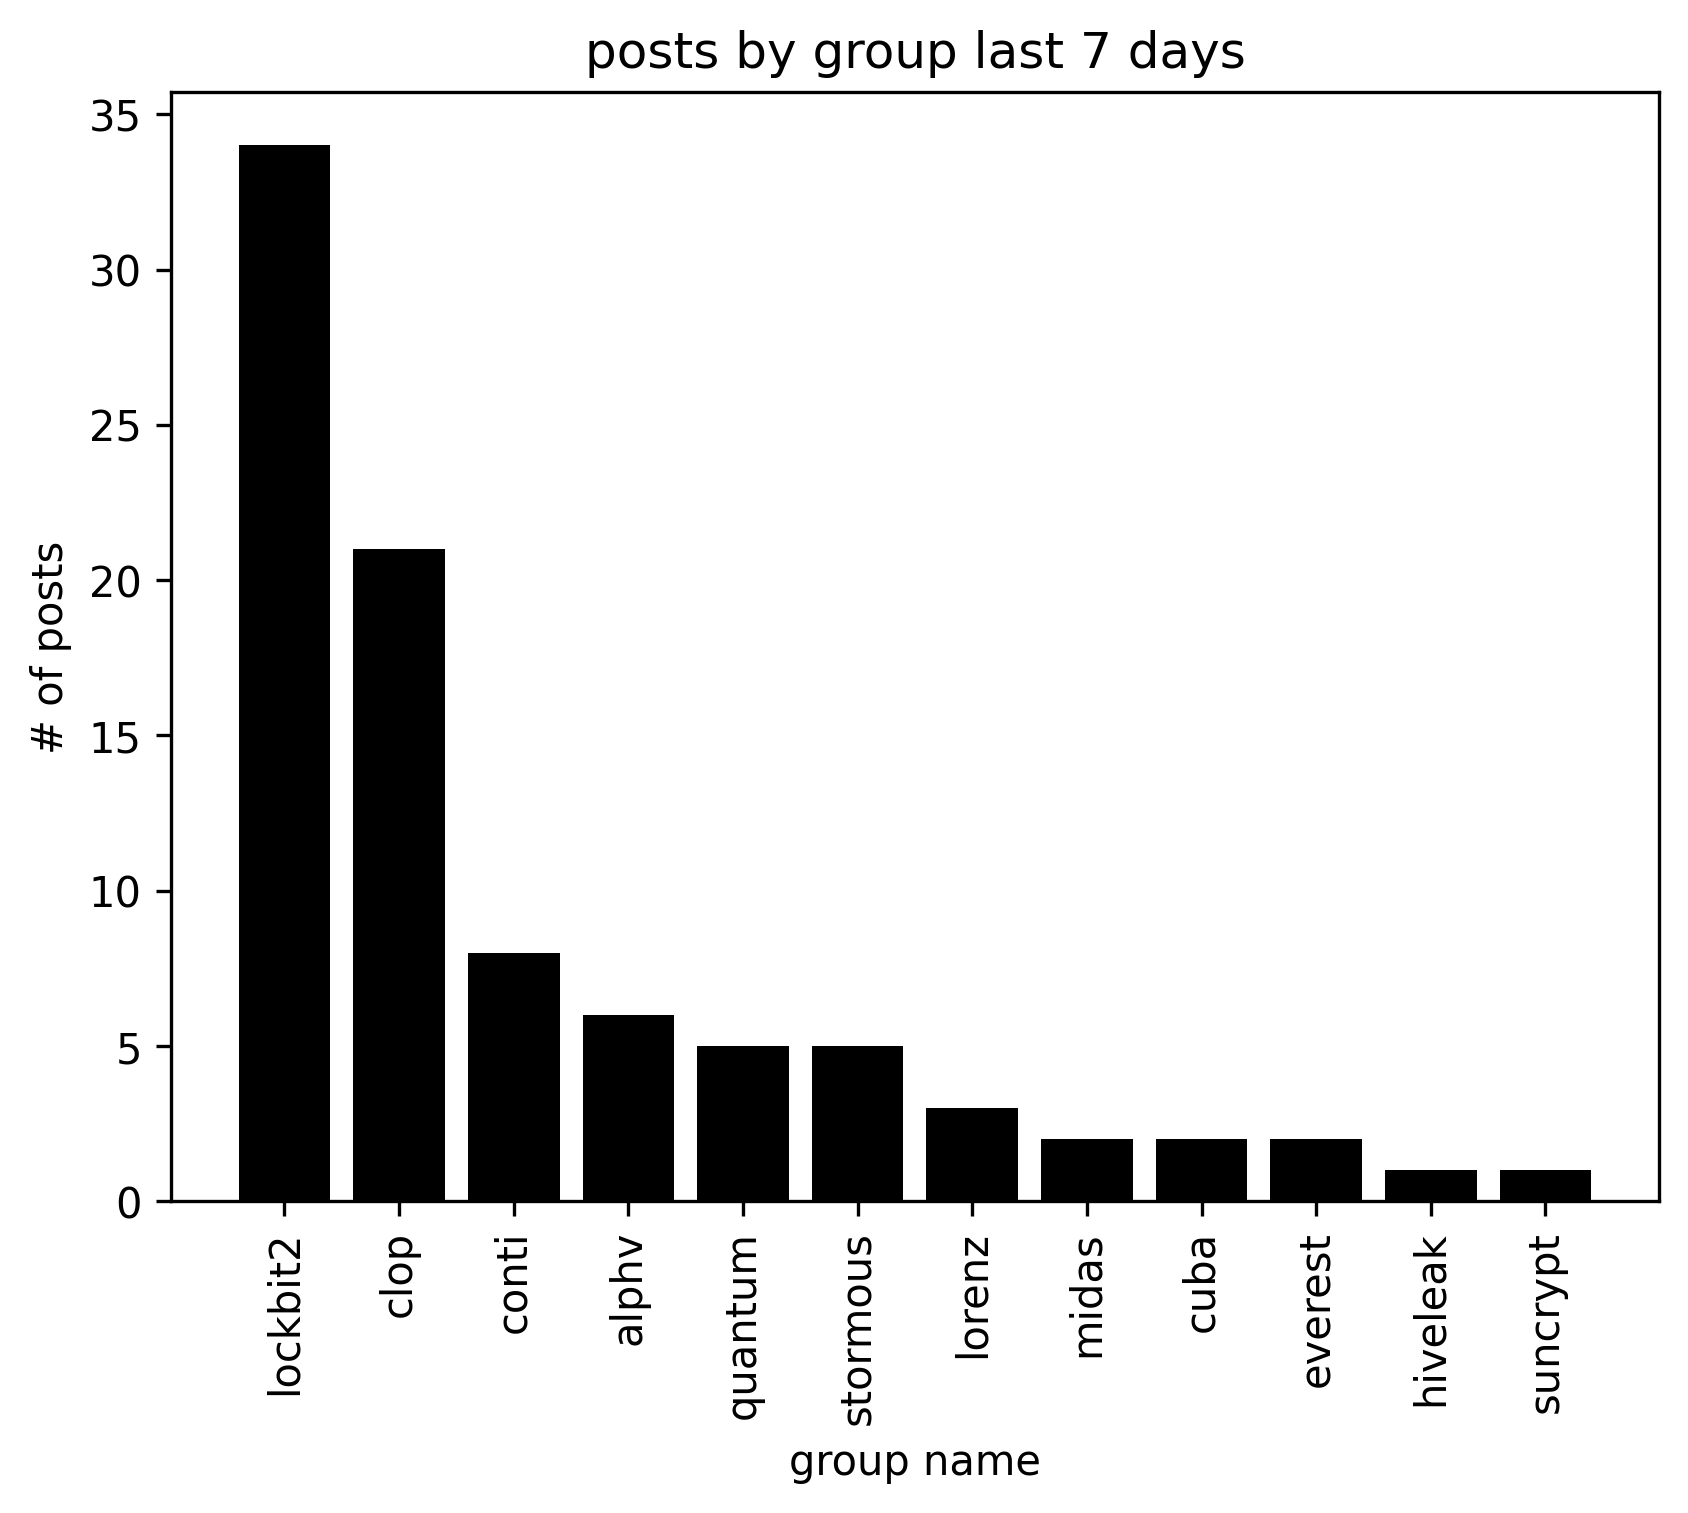 posts by group last 7 days
# of posts
35
30
25
20
15
10
5
0
lockbit2
clop
conti
alphv
quantum
stormous
lorenz
midas
cuba
everest
hiveleak
suncrypt
group name